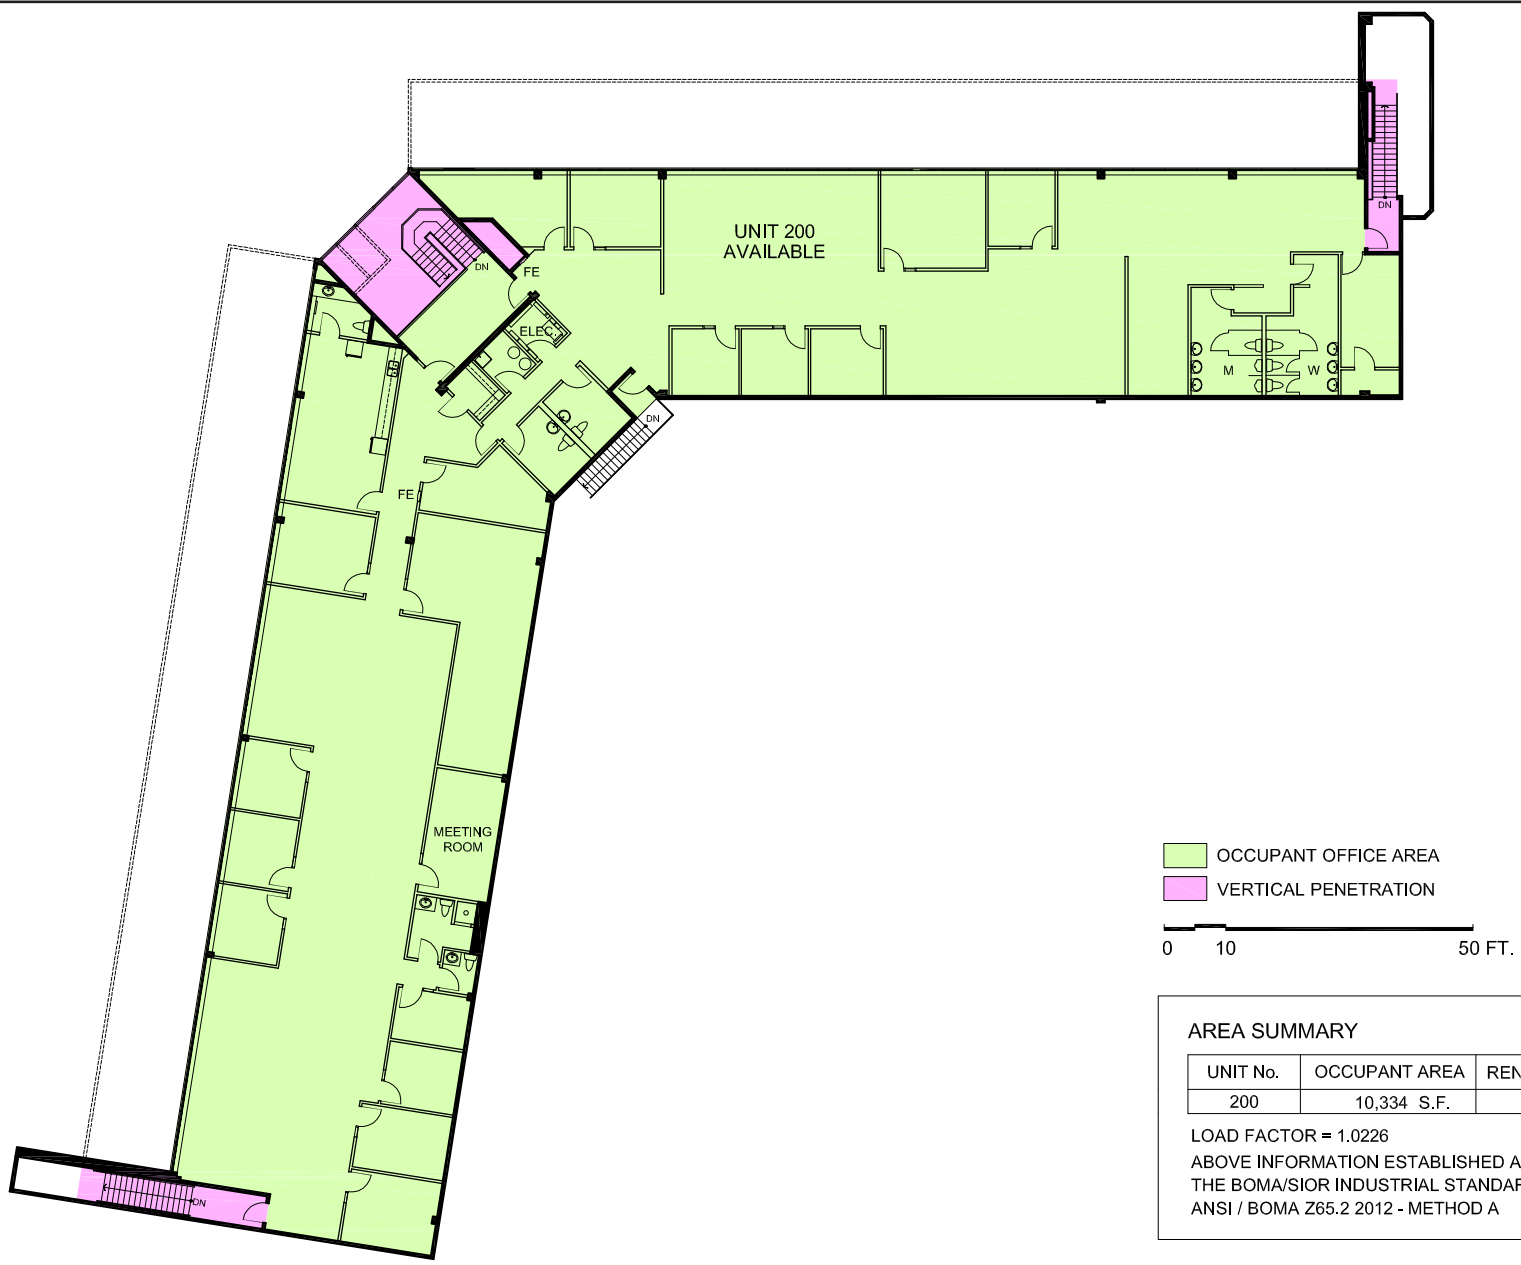 DN
UNIT 200
AVAILABLE
DN
FE
ELEC.
M
W
DN
FE
MEETING
ROOM
OCCUPANT OFFICE AREA
VERTICAL PENETRATION
0 10 50 FT.
AREA SUMMARY
UNIT No. OCCUPANT AREA REN
200 10,334 S.F.
LOAD FACTOR = 1.0226
ABOVE INFORMATION ESTABLISHED A
THE BOMA/SIOR INDUSTRIAL STANDAR
ANSI / BOMA Z65.2 2012 - METHOD A
DN